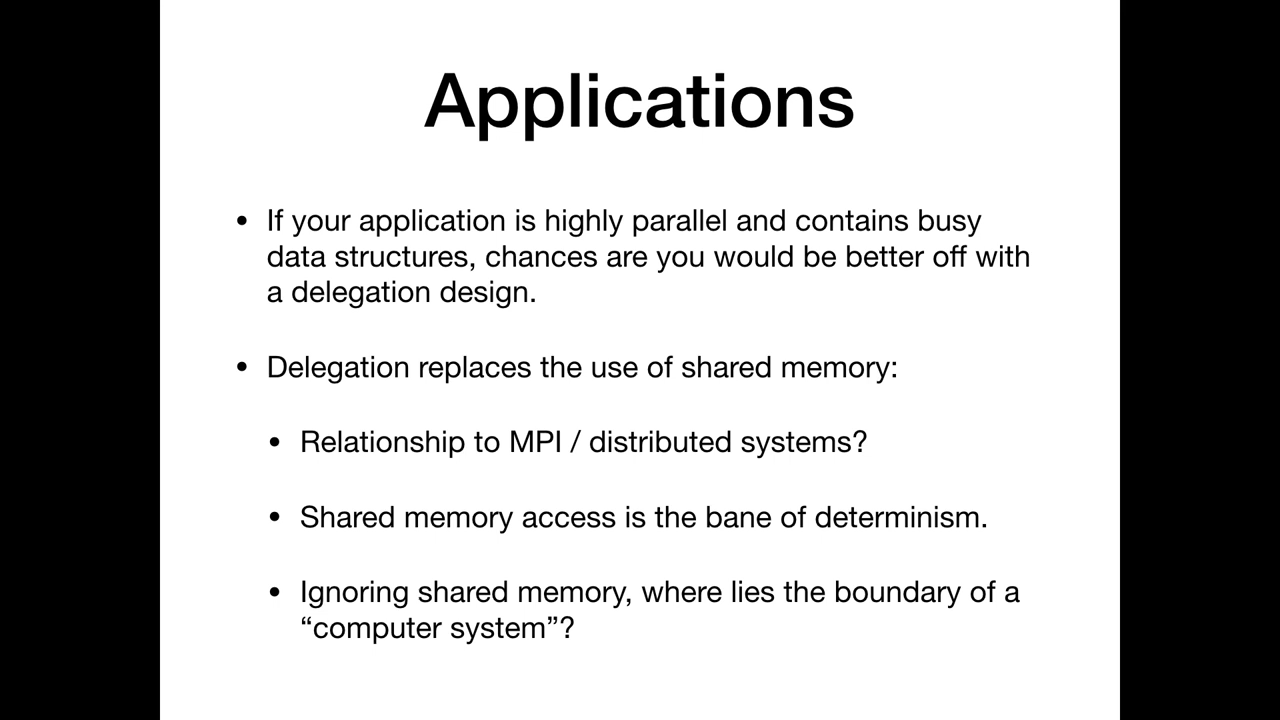 Applications
• If your application is highly parallel and contains busy
data structures, chances are you would be better off with
a delegation design.
• Delegation replaces the use of shared memory:
• Relationship to MPI / distributed systems?
• Shared memory access is the bane of determinism.
• Ignoring shared memory, where lies the boundary of a
“computer system”?